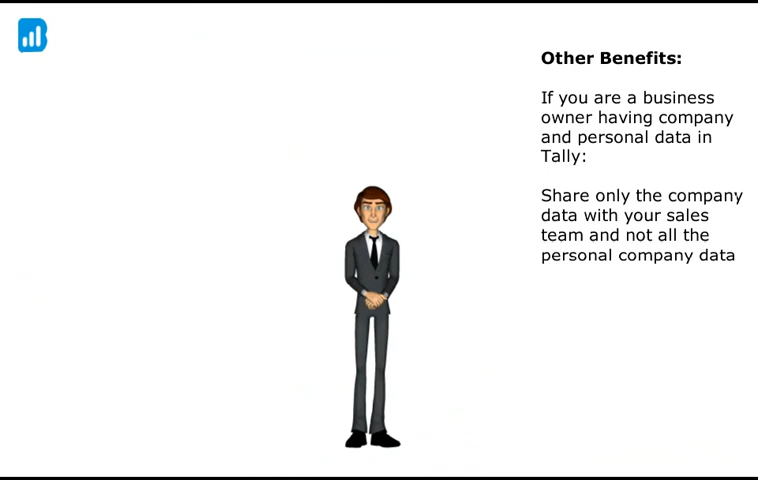 Other Benefits:
If you are a business
owner having company
and personal data in
Tally:
Share only the company
data with your sales
team and not all the
personal company data